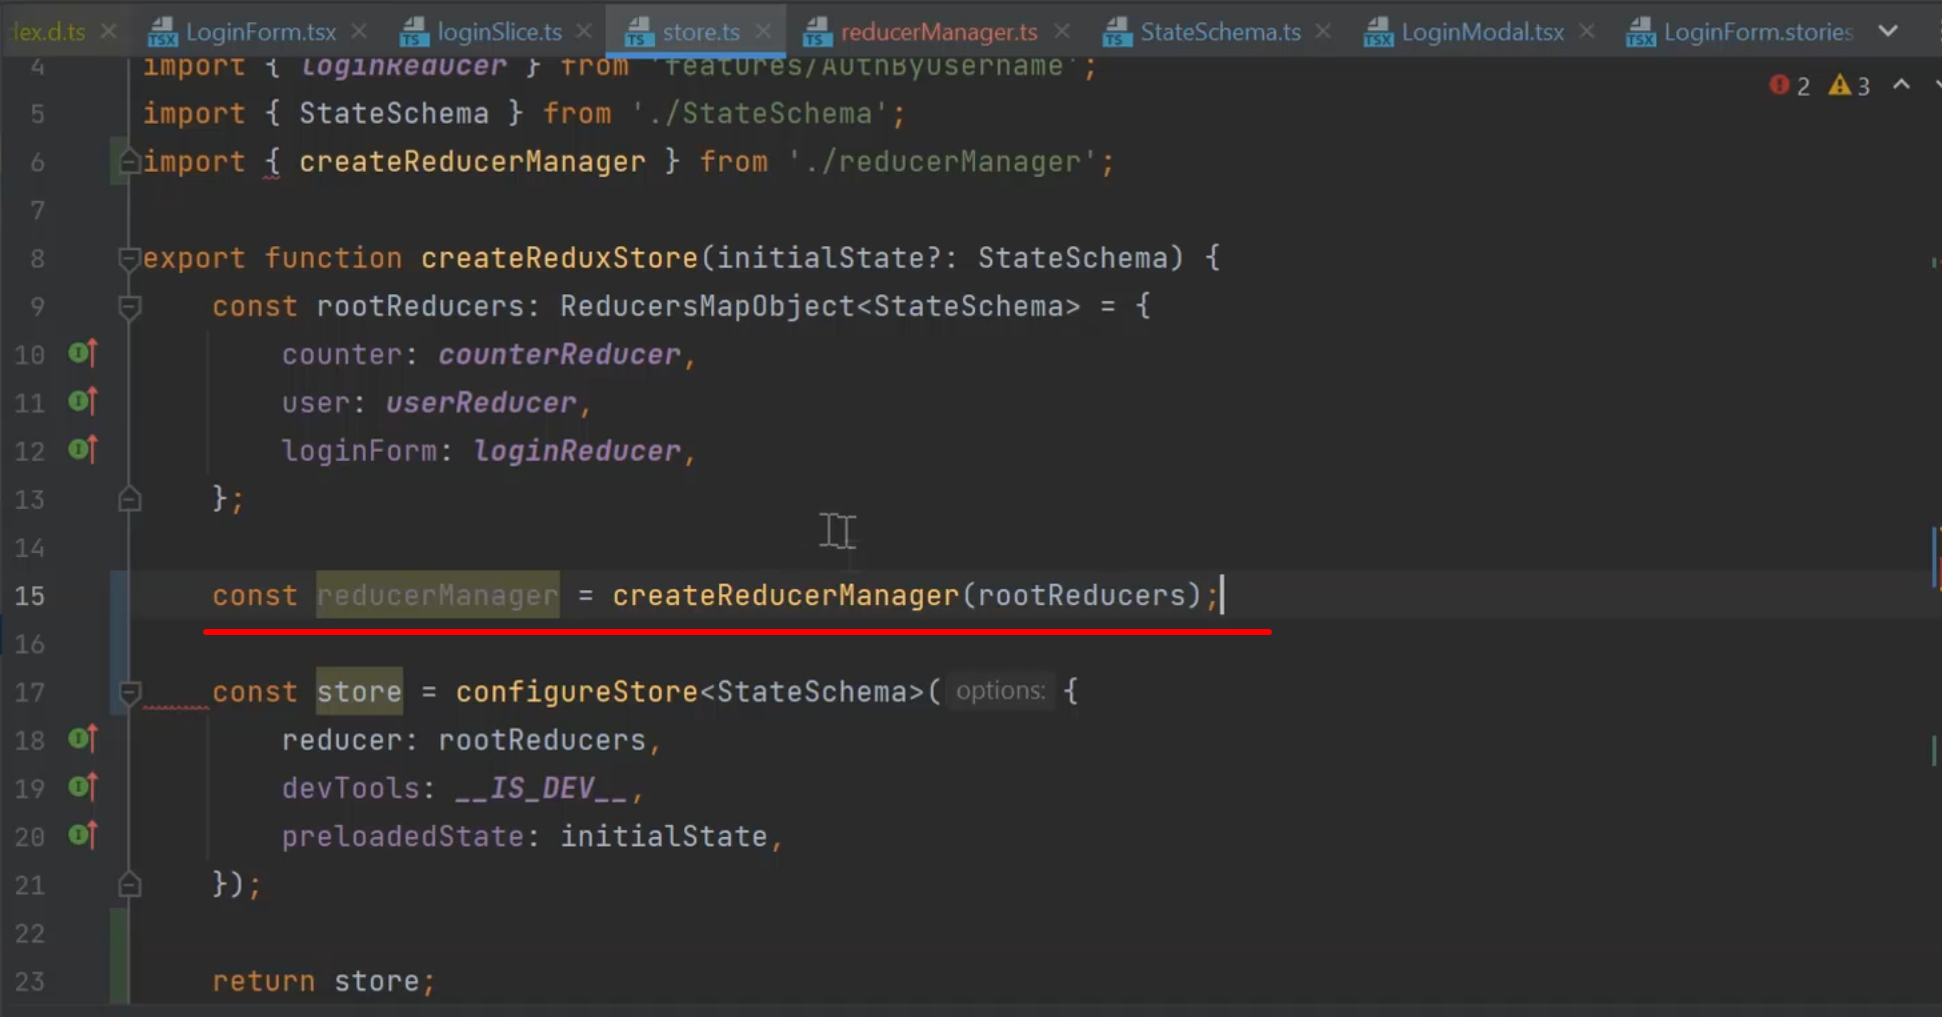 lex.d.ts LoginForm.tsx loginSlice.ts store.ts reducerManager.ts StateSchema.ts LoginModal.tsx LoginForm.stories
2 3
4 import { loginReducer } from 'features/AuthByUsername';
5 import { StateSchema } from './StateSchema';
6 import { createReducerManager } from './reducerManager';
7
8 export function createReduxStore(initialState?: StateSchema) {
9 const rootReducers: ReducersMapObject<StateSchema> = {
10 counter: counterReducer,
11 user: userReducer,
12 loginForm: loginReducer,
13 };
14
15 const reducerManager = createReducerManager(rootReducers);
16
17 const store = configureStore<StateSchema>( options: {
18 reducer: rootReducers,
19 devTools: __IS_DEV__,
20 preloadedState: initialState,
21 });
22
23 return store;